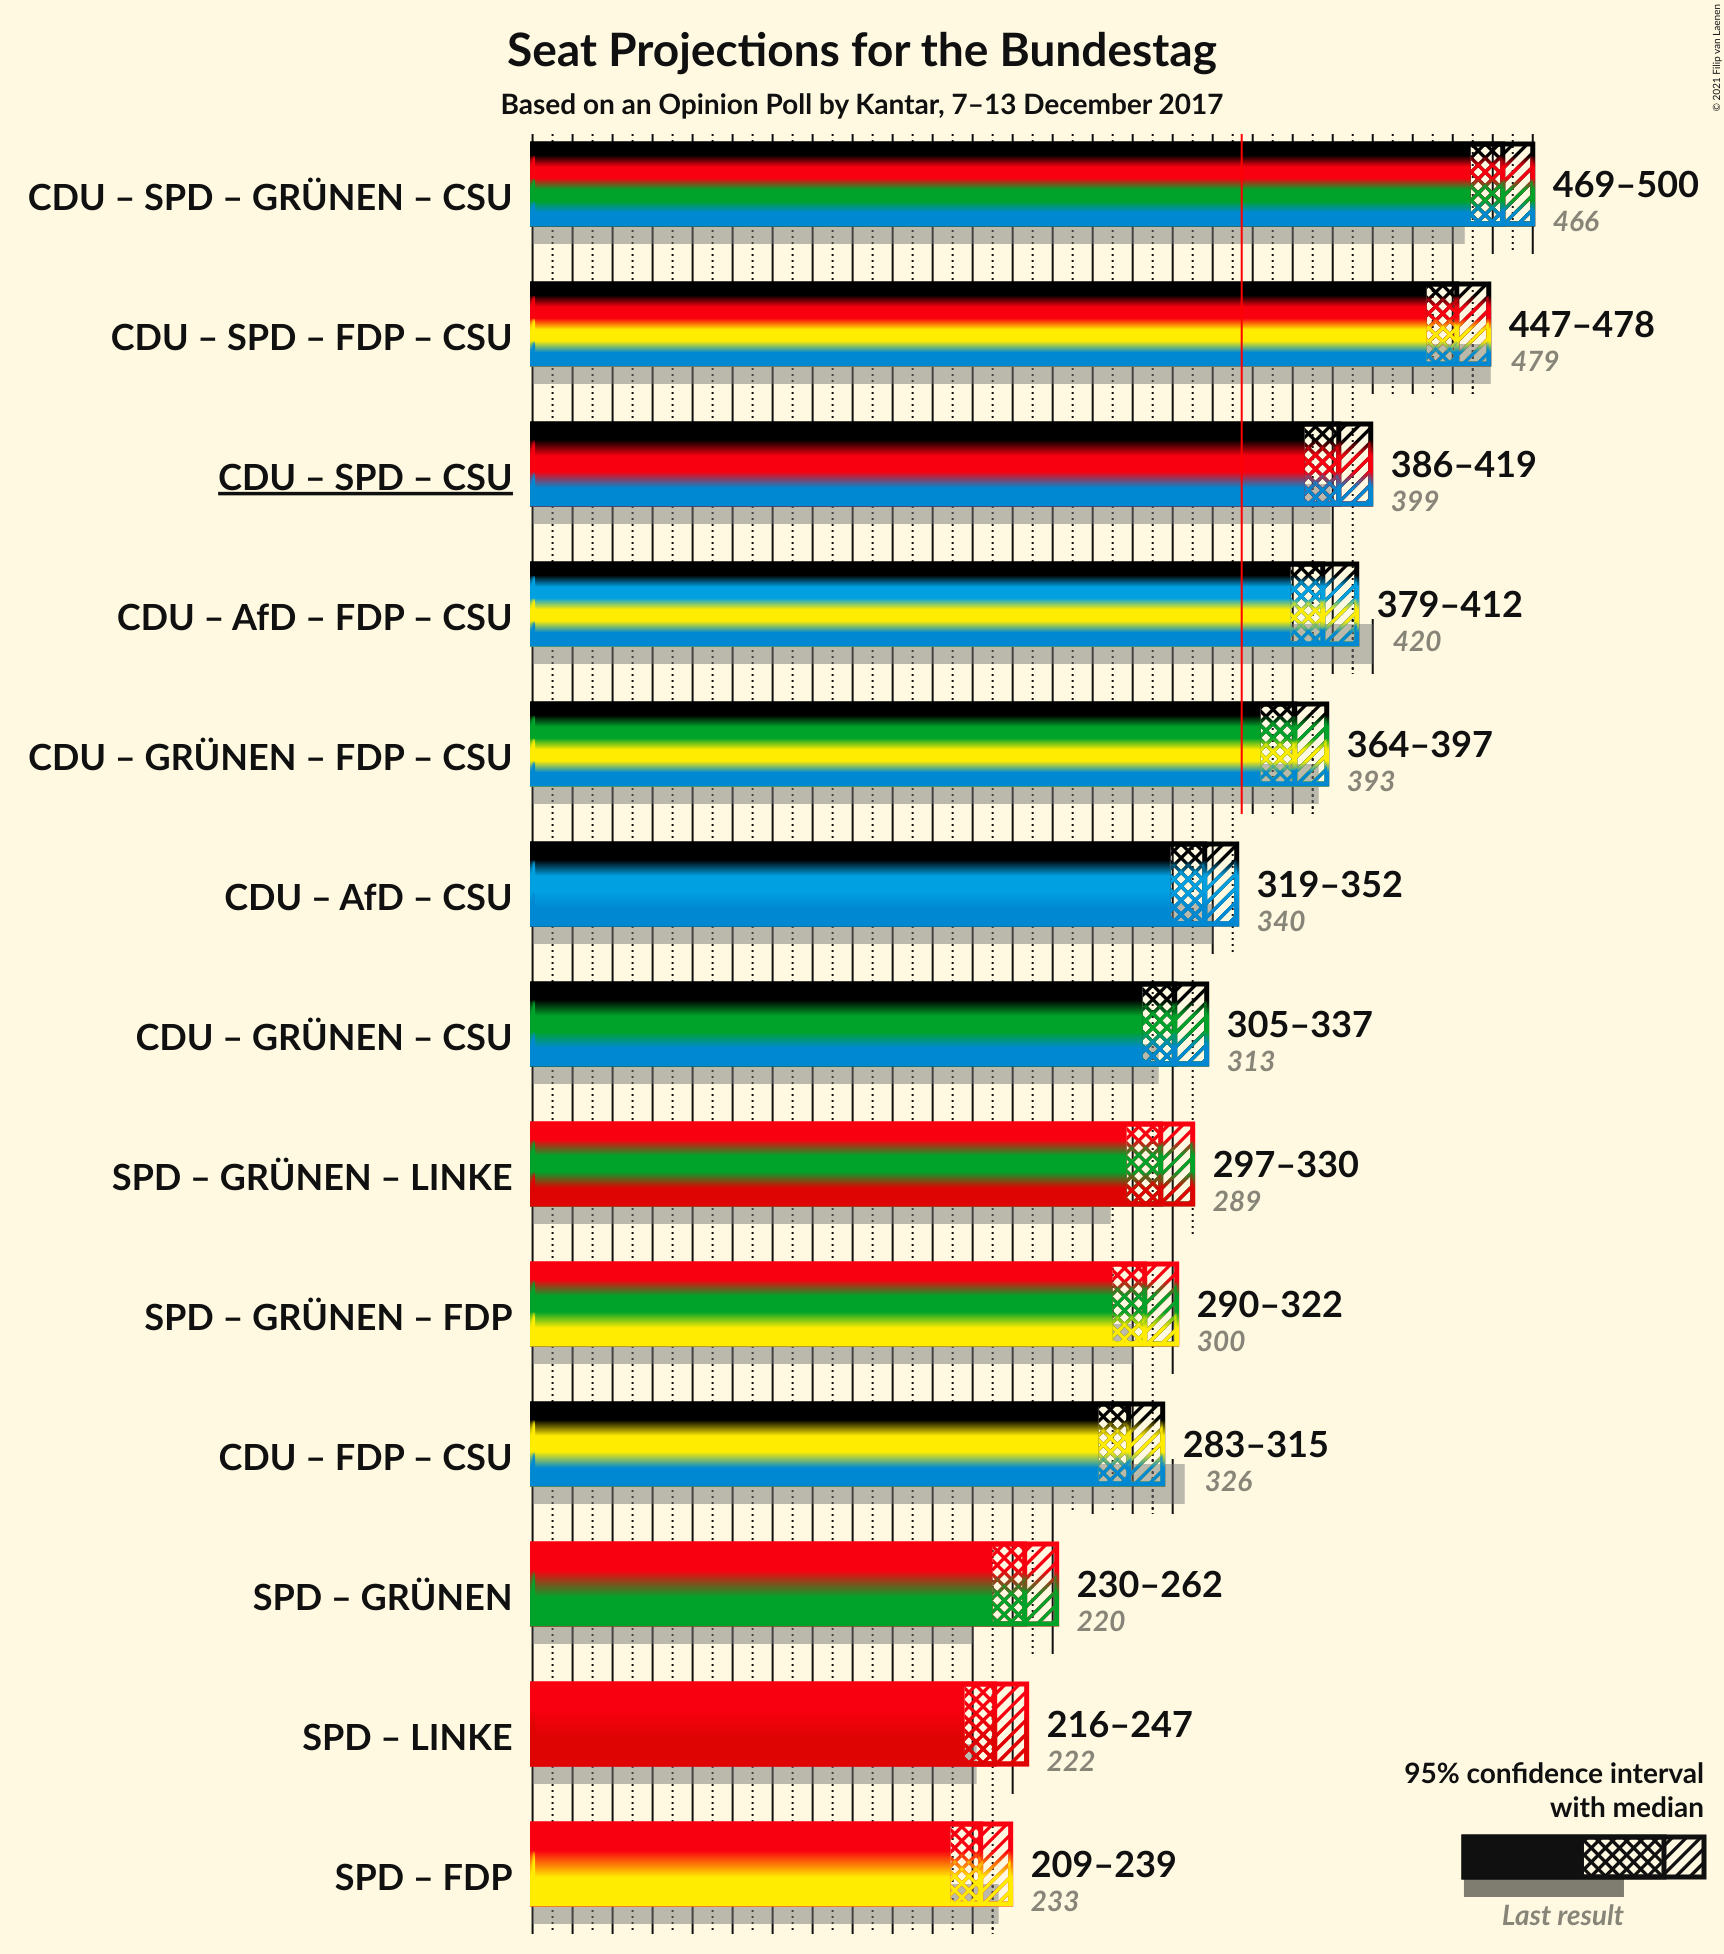 Seat Projections for the Bundestag
Based on an Opinion Poll by Kantar, 7–13 December 2017
© 2021 Filip van Laenen
CDU – SPD – GRÜNEN – CSU
469–500
466
CDU – SPD – FDP – CSU
447–478
479
CDU – SPD – CSU
386–419
399
CDU – AfD – FDP – CSU
379–412
420
CDU – GRÜNEN – FDP – CSU
364–397
393
CDU – AfD – CSU
319–352
340
CDU – GRÜNEN – CSU
305–337
313
SPD – GRÜNEN – LINKE
297–330
289
SPD – GRÜNEN – FDP
290–322
300
CDU – FDP – CSU
283–315
326
SPD – GRÜNEN
230–262
220
SPD – LINKE
216–247
222
SPD – FDP
209–239
233
95% confidence interval
with median
Last result